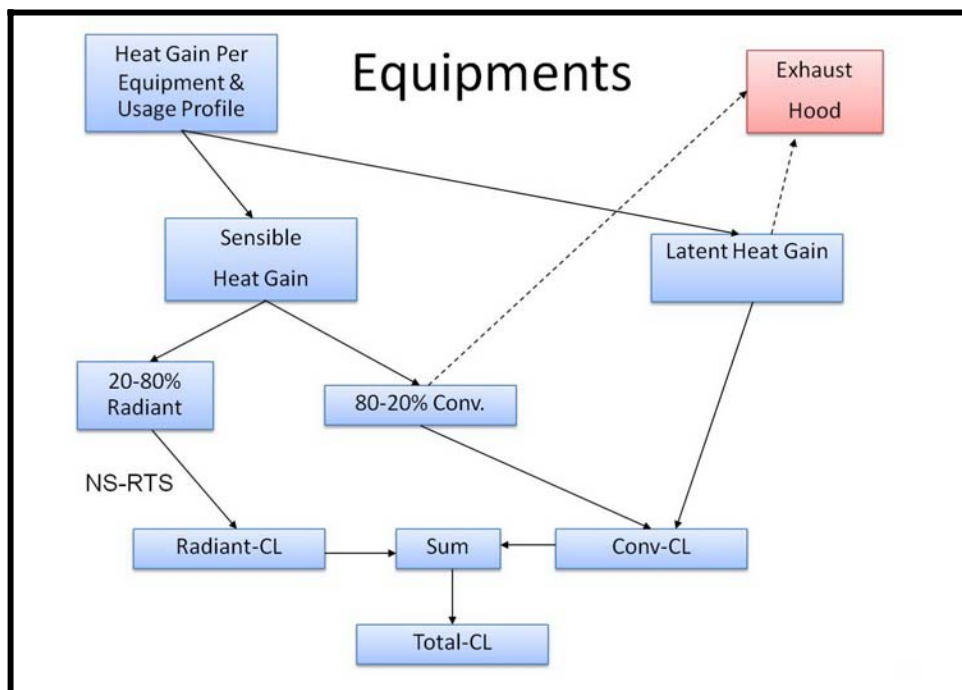 Equipments
Heat Gain Per
Equipment &
Usage Profile
Exhaust
Hood
Sensible
Heat Gain
Latent Heat Gain
20-80%
Radiant
80-20% Conv.
NS-RTS
Radiant-CL
Sum
Conv-CL
Total-CL